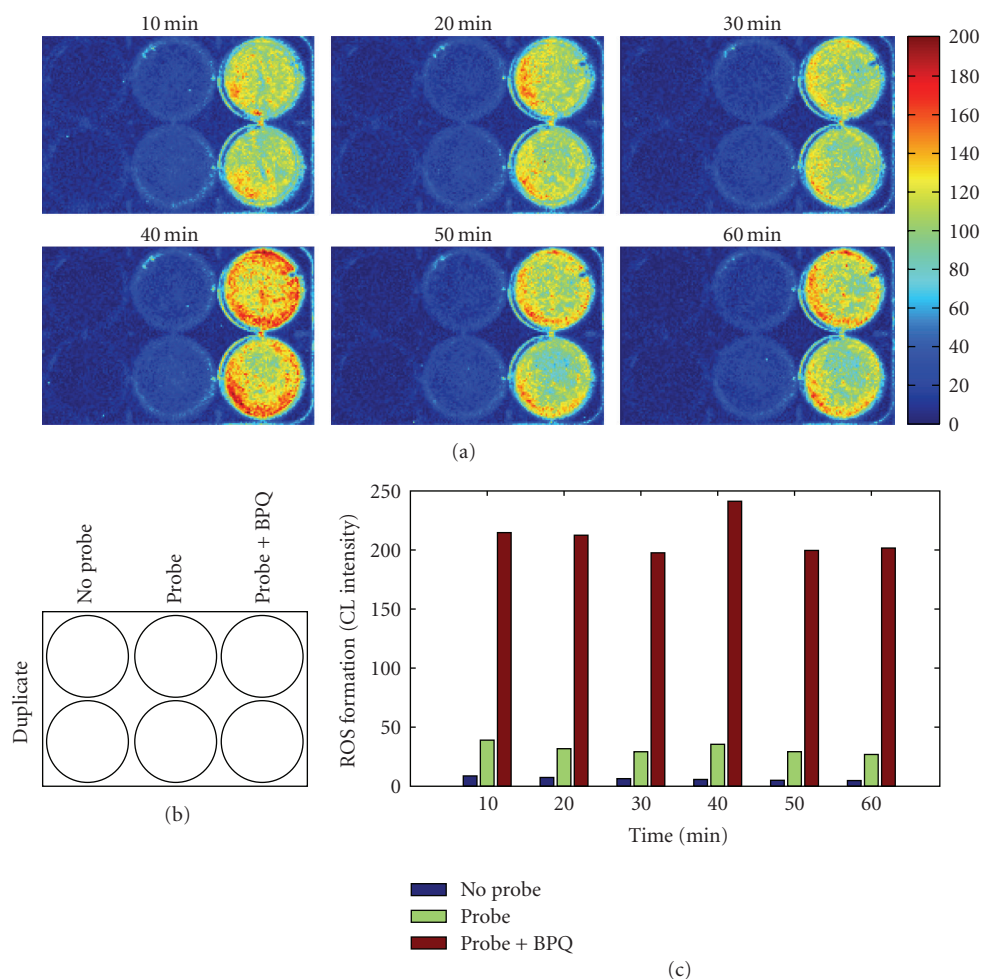 10 min
20 min
30 min
40 min
50 min
60 min
200
180
160
140
120
100
80
60
40
20
0
(a)
No probe
Probe
Probe + BPQ
Duplicate
(b)
ROS formation (CL intensity)
250
200
150
100
50
0
10 20 30 40 50 60
Time (min)
No probe
Probe
Probe + BPQ
(c)